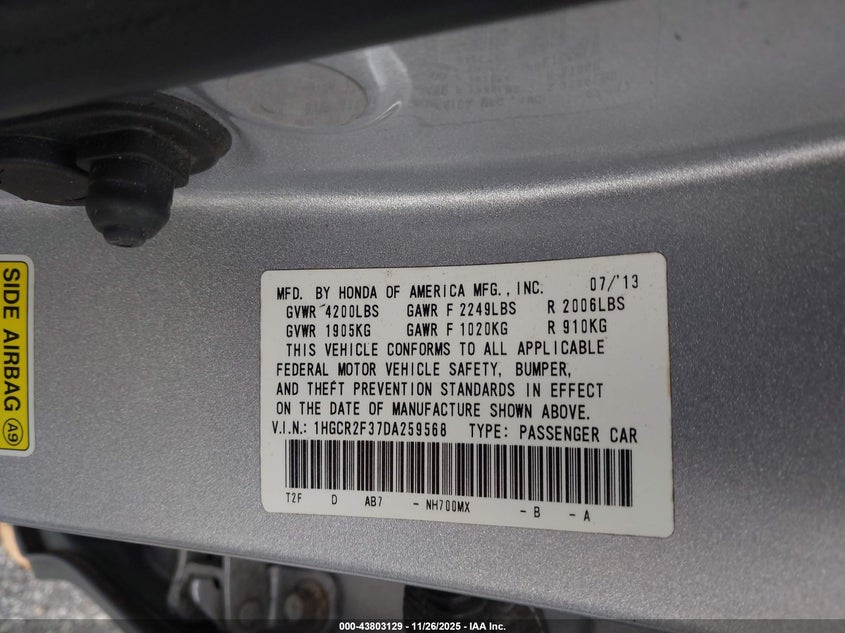 MFD. BY HONDA OF AMERICA MFG., INC. 07/'13
GVWR 4200LBS GAWR F 2249LBS R 2006LBS
GVWR 1905KG GAWR F 1020KG R 910KG
THIS VEHICLE CONFORMS TO ALL APPLICABLE
FEDERAL MOTOR VEHICLE SAFETY, BUMPER,
AND THEFT PREVENTION STANDARDS IN EFFECT
ON THE DATE OF MANUFACTURE SHOWN ABOVE.
V.I.N.: 1HGCR2F37DA259568 TYPE: PASSENGER CAR
T2F D AB7 - NH700MX - B - A
SIDE AIRBAG A9
000-43803129 - 11/26/2025 - IAA Inc.